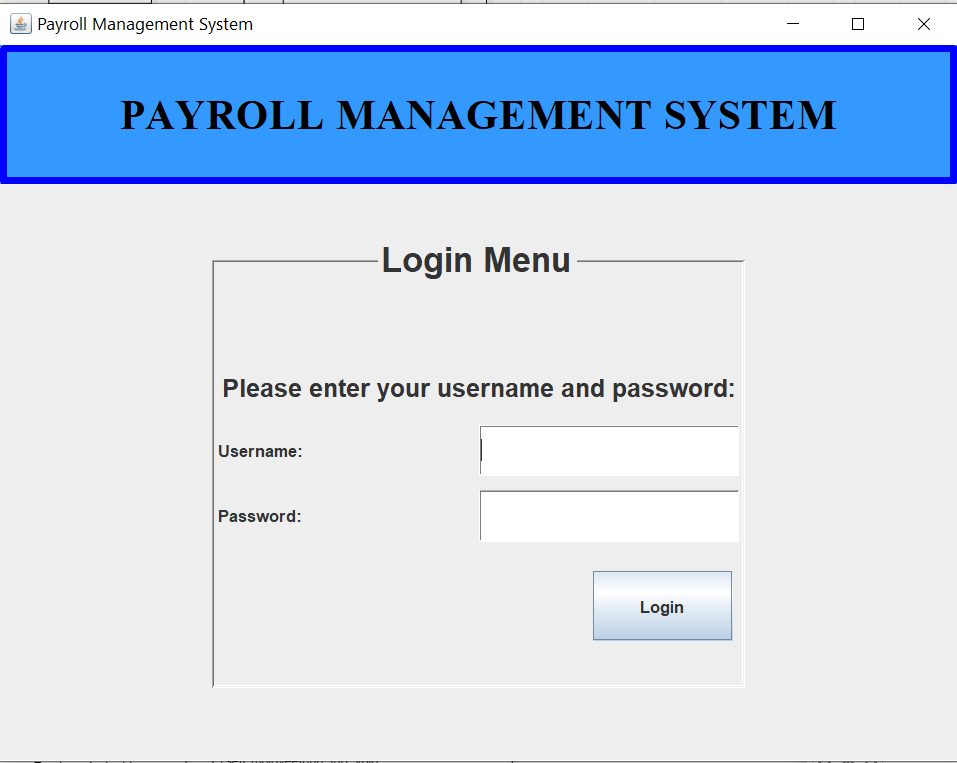 Payroll Management System
PAYROLL MANAGEMENT SYSTEM
Login Menu
Please enter your username and password:
Username:
Password:
Login